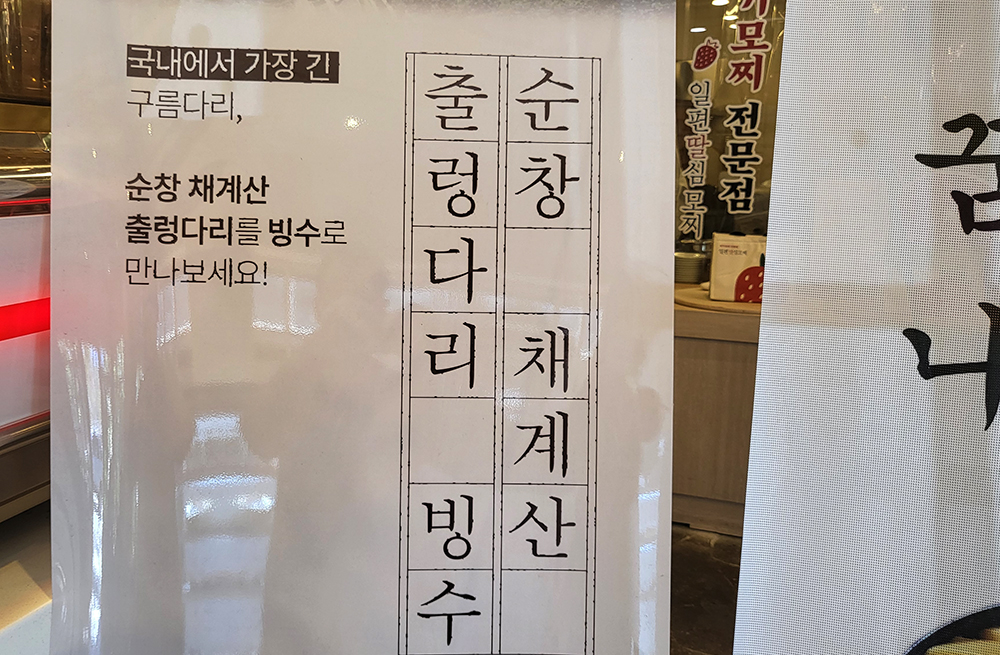 국내에서 가장 긴
구름다리,
순창 채계산
출렁다리를 빙수로
만나보세요!
순창 채계산
출렁다리 빙수
모찌 전문점
일편딸심모찌